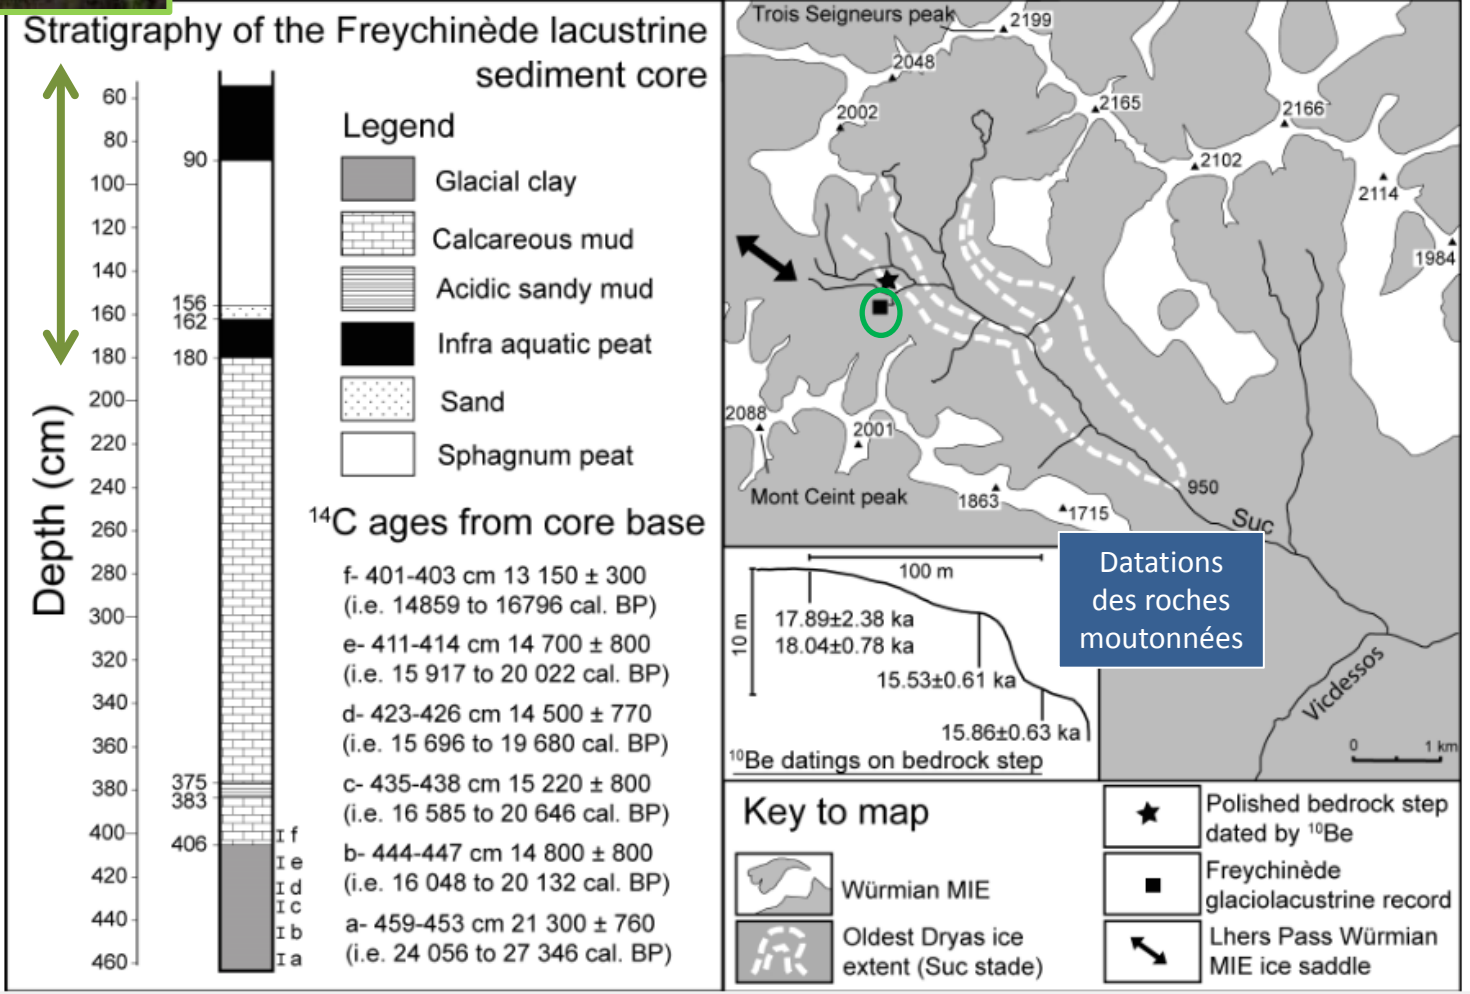 Stratigraphy of the Freychinède lacustrine
sediment core
Depth (cm)
60
80
100
120
140
160
180
200
220
240
260
280
300
320
340
360
380
400
420
440
460
90
156
162
180
375
383
406
f
e
d
c
b
a
Legend
Glacial clay
Calcareous mud
Acidic sandy mud
Infra aquatic peat
Sand
Sphagnum peat
14C ages from core base
f- 401-403 cm 13 150 ± 300
(i.e. 14859 to 16796 cal. BP)
e- 411-414 cm 14 700 ± 800
(i.e. 15 917 to 20 022 cal. BP)
d- 423-426 cm 14 500 ± 770
(i.e. 15 696 to 19 680 cal. BP)
c- 435-438 cm 15 220 ± 800
(i.e. 16 585 to 20 646 cal. BP)
b- 444-447 cm 14 800 ± 800
(i.e. 16 048 to 20 132 cal. BP)
a- 459-453 cm 21 300 ± 760
(i.e. 24 056 to 27 346 cal. BP)
Trois Seigneurs peak
2199
2048
2002
2165
2166
2102
2114
1984
2088
2001
Mont Ceint peak
1863
1715
950
Suc
Vicdessos
0 1 km
Datations
des roches
moutonnées
100 m
10 m
17.89±2.38 ka
18.04±0.78 ka
15.53±0.61 ka
15.86±0.63 ka
10Be datings on bedrock step
Key to map
Würmian MIE
Oldest Dryas ice
extent (Suc stade)
Polished bedrock step
dated by 10Be
Freychinède
glaciolacustrine record
Lhers Pass Würmian
MIE ice saddle